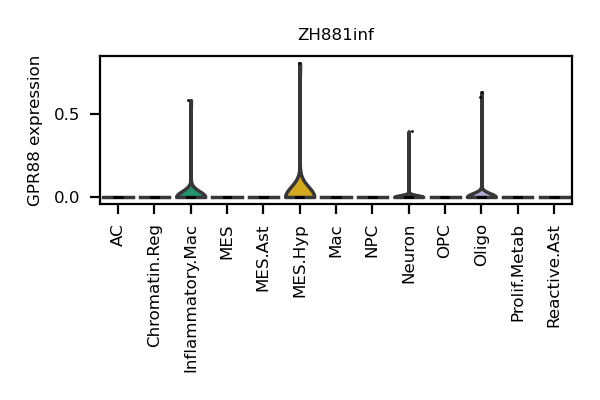 ZH881inf
GPR88 expression
0.5
0.0
AC
Chromatin.Reg
Inflammatory.Mac
MES
MES.Ast
MES.Hyp
Mac
NPC
Neuron
OPC
Oligo
Prolif.Metab
Reactive.Ast